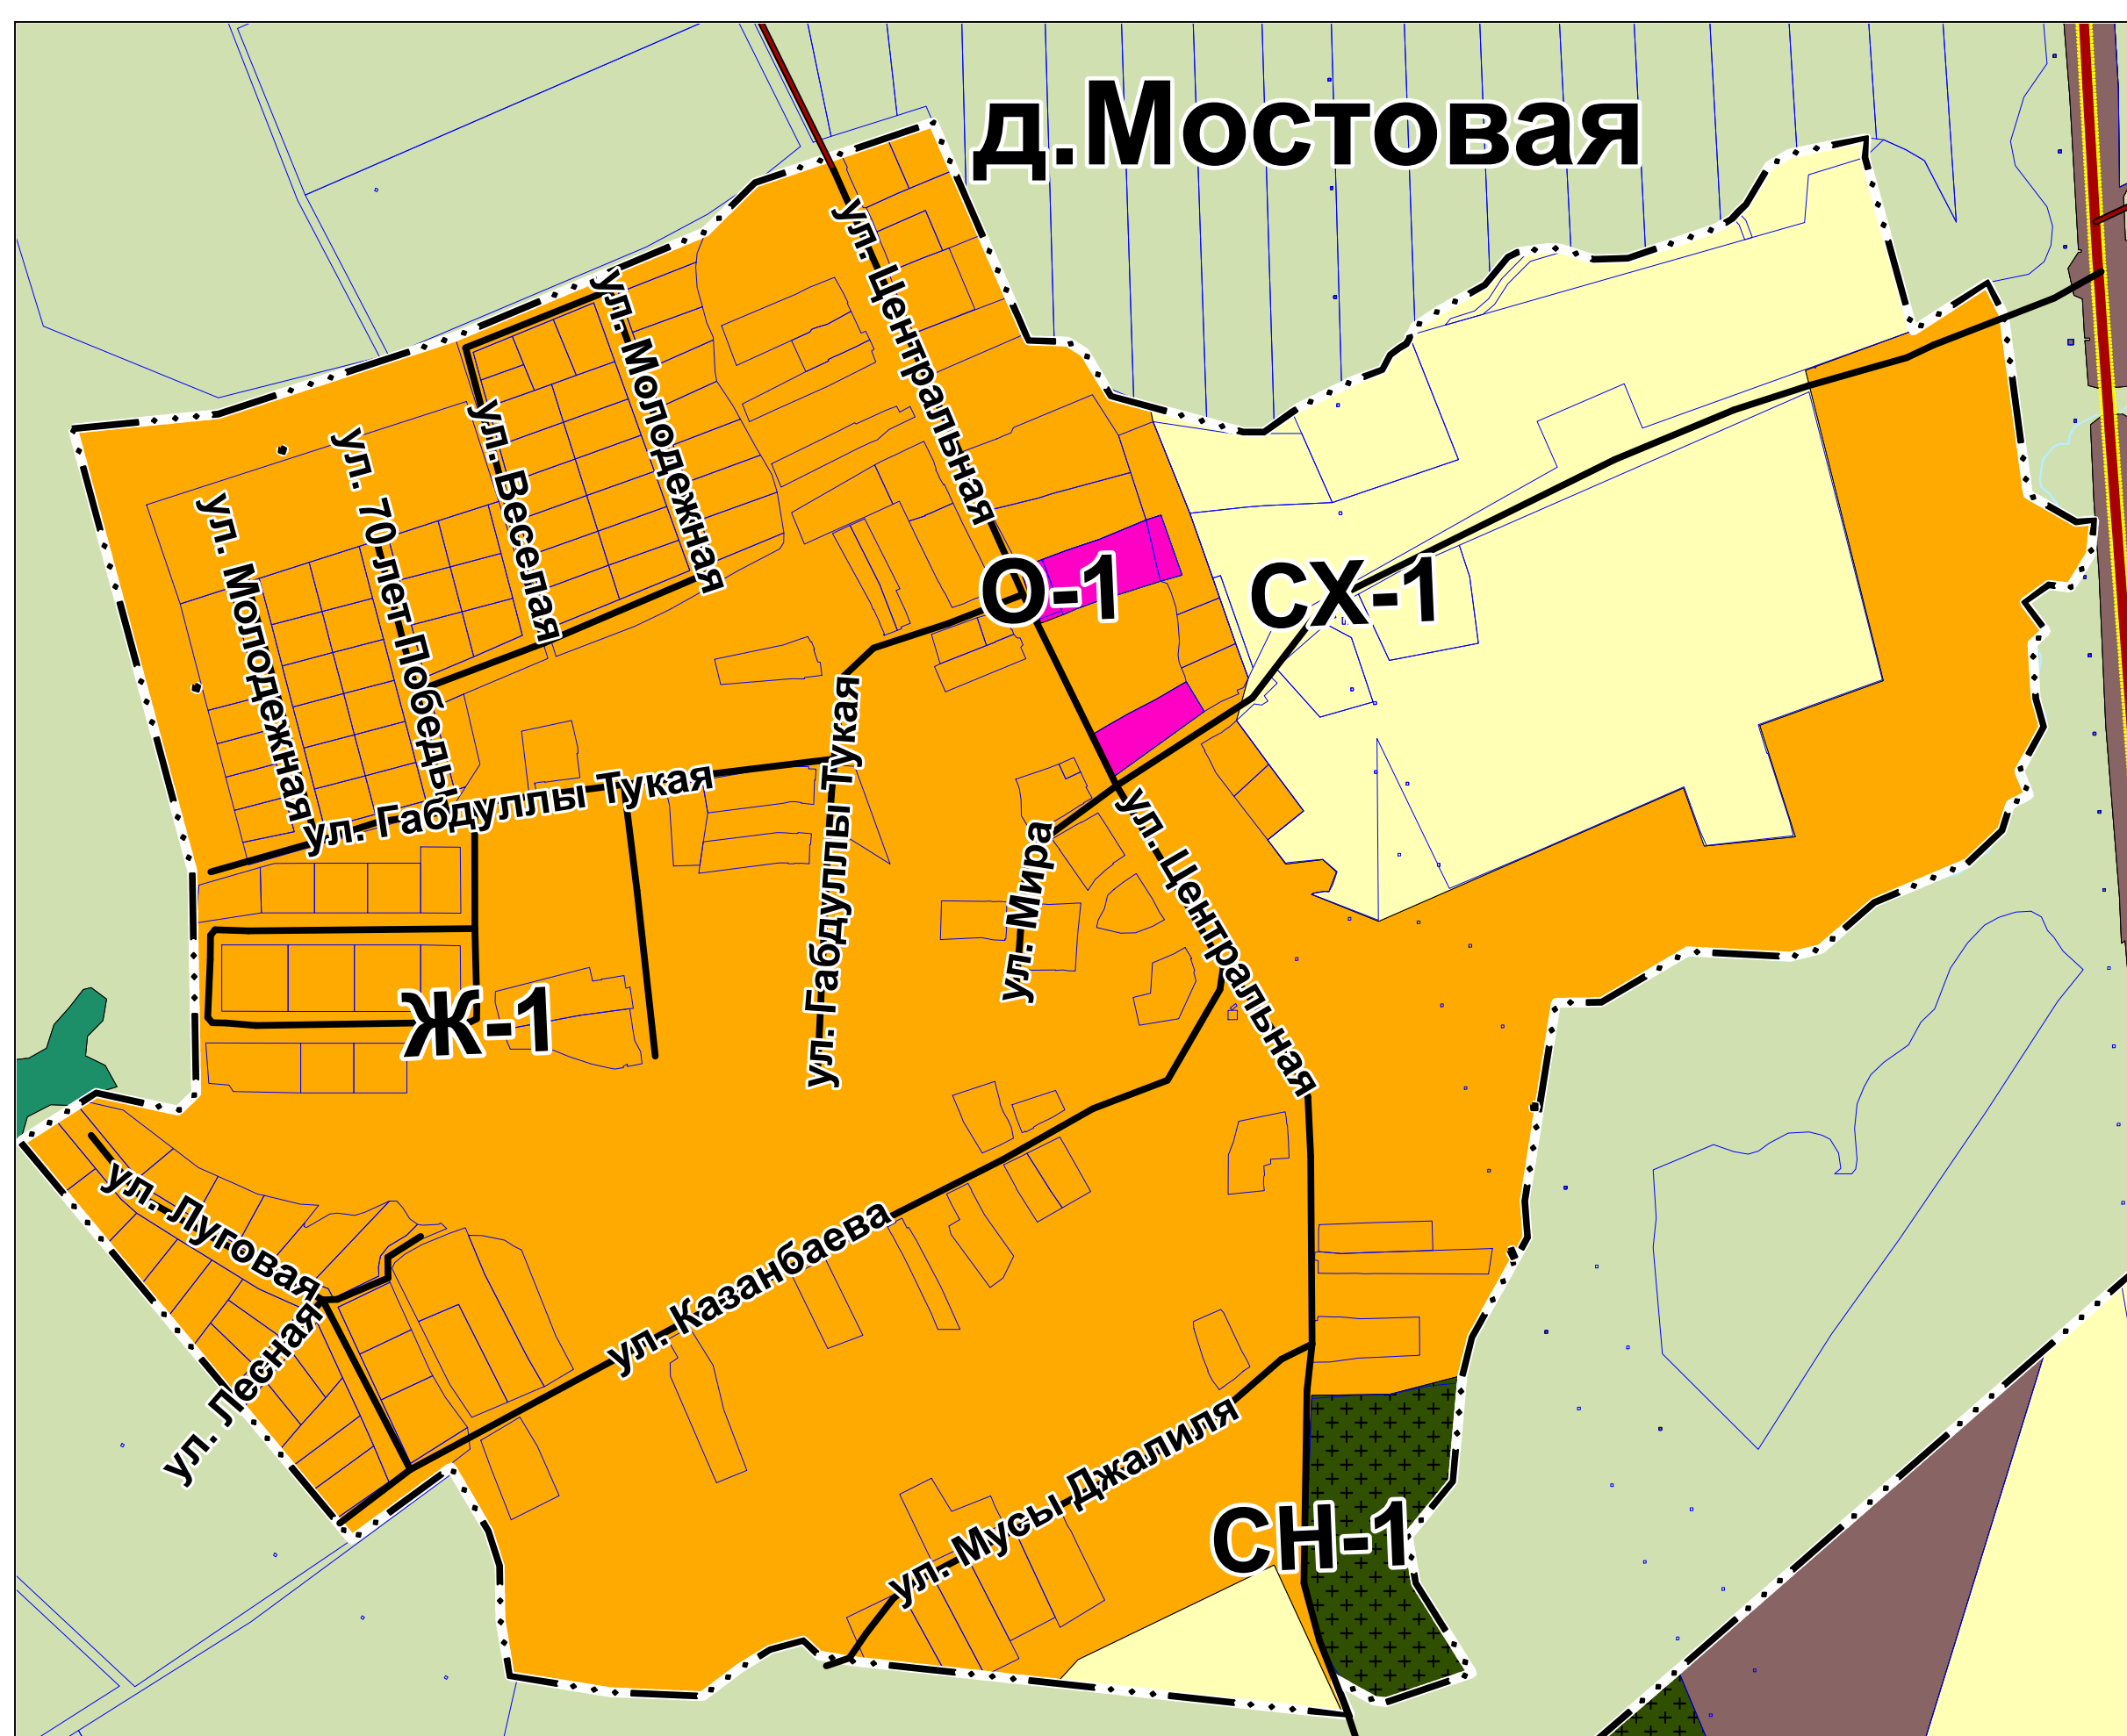 д.Мостовая
ул. Центральная
ул. Молодежная
ул. Веселая
ул. 70 лет Победы
ул. Молодежная
О-1
СХ-1
ул. Габдуллы Тукая
ул. Габдуллы Тукая
ул. Мира
ул. Центральная
Ж-1
ул. Луговая
ул. Лесная
ул. Казанбаева
ул. Мусы Джалиля
СН-1